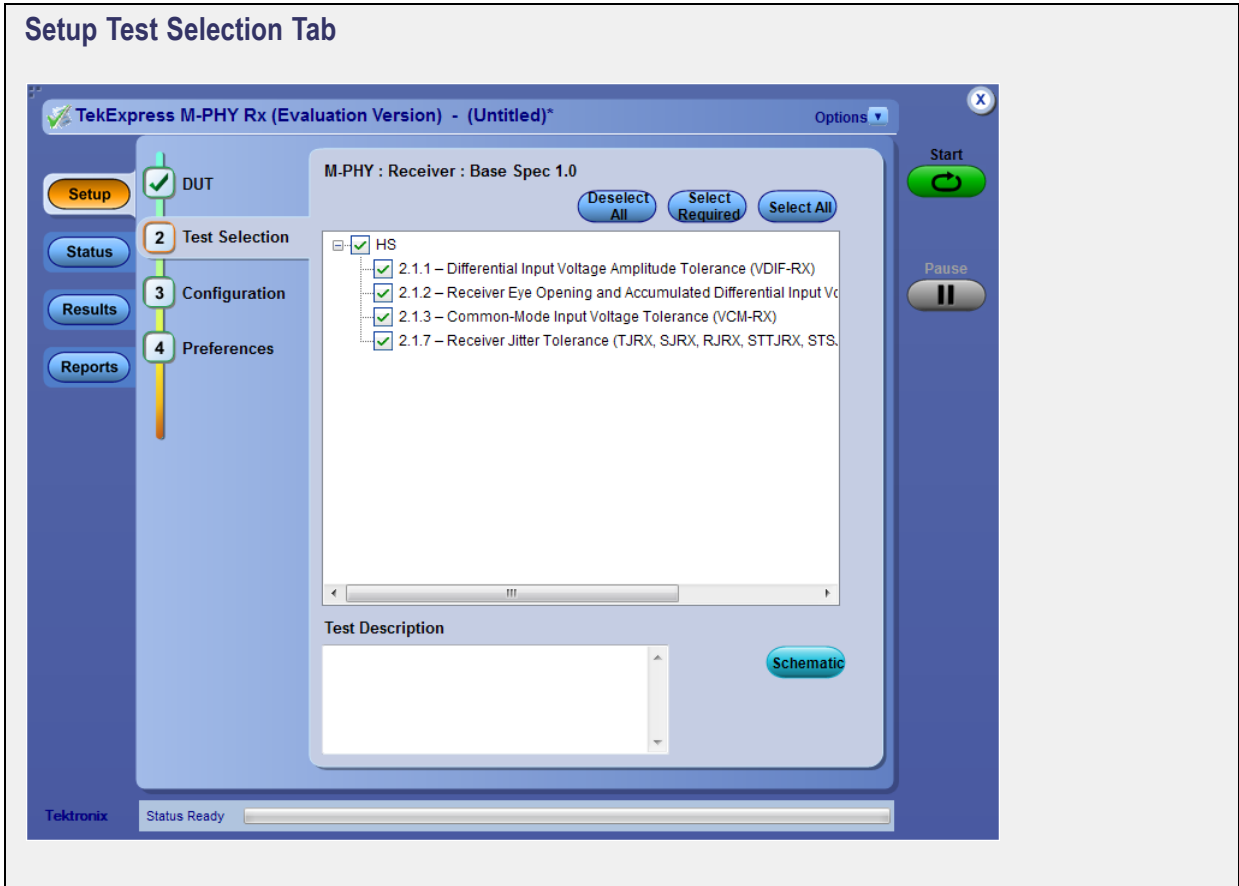 Setup Test Selection Tab
TekExpress M-PHY Rx (Evaluation Version) - (Untitled)*
Options
X
Setup
Status
Results
Reports
DUT
2 Test Selection
3 Configuration
4 Preferences
M-PHY : Receiver : Base Spec 1.0
Deselect All
Select Required
Select All
HS
2.1.1 – Differential Input Voltage Amplitude Tolerance (VDIF-RX)
2.1.2 – Receiver Eye Opening and Accumulated Differential Input Vo
2.1.3 – Common-Mode Input Voltage Tolerance (VCM-RX)
2.1.7 – Receiver Jitter Tolerance (TJRX, SJRX, RJRX, STTJRX, STS
Test Description
Schematic
Start
Pause
Tektronix
Status Ready